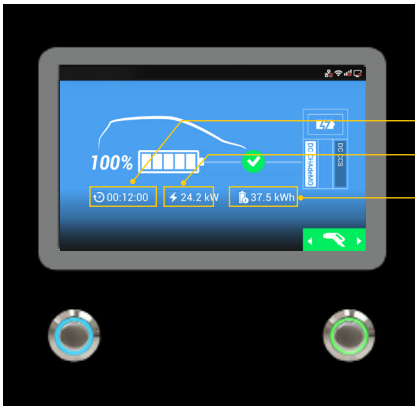 100%
00:12:00
24.2 kW
37.5 kWh
DC CHAdeMO
DC CCS